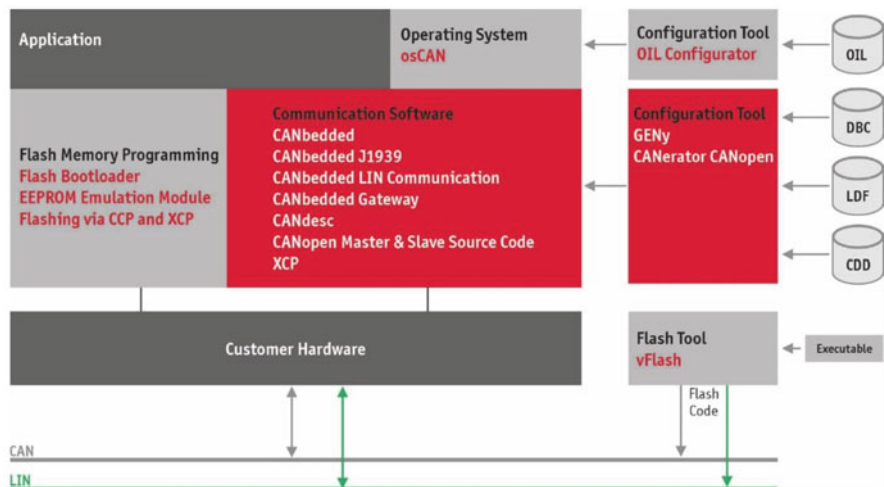 Application
Operating System
osCAN
Configuration Tool
OIL Configurator
OIL
Flash Memory Programming
Flash Bootloader
EEPROM Emulation Module
Flashing via CCP and XCP
Communication Software
CANbedded
CANbedded J1939
CANbedded LIN Communication
CANbedded Gateway
CANdesc
CANopen Master & Slave Source Code
XCP
Configuration Tool
GENy
CANerator CANopen
DBC
LDF
CDD
Customer Hardware
Flash Tool
vFlash
Executable
Flash
Code
CAN
LIN